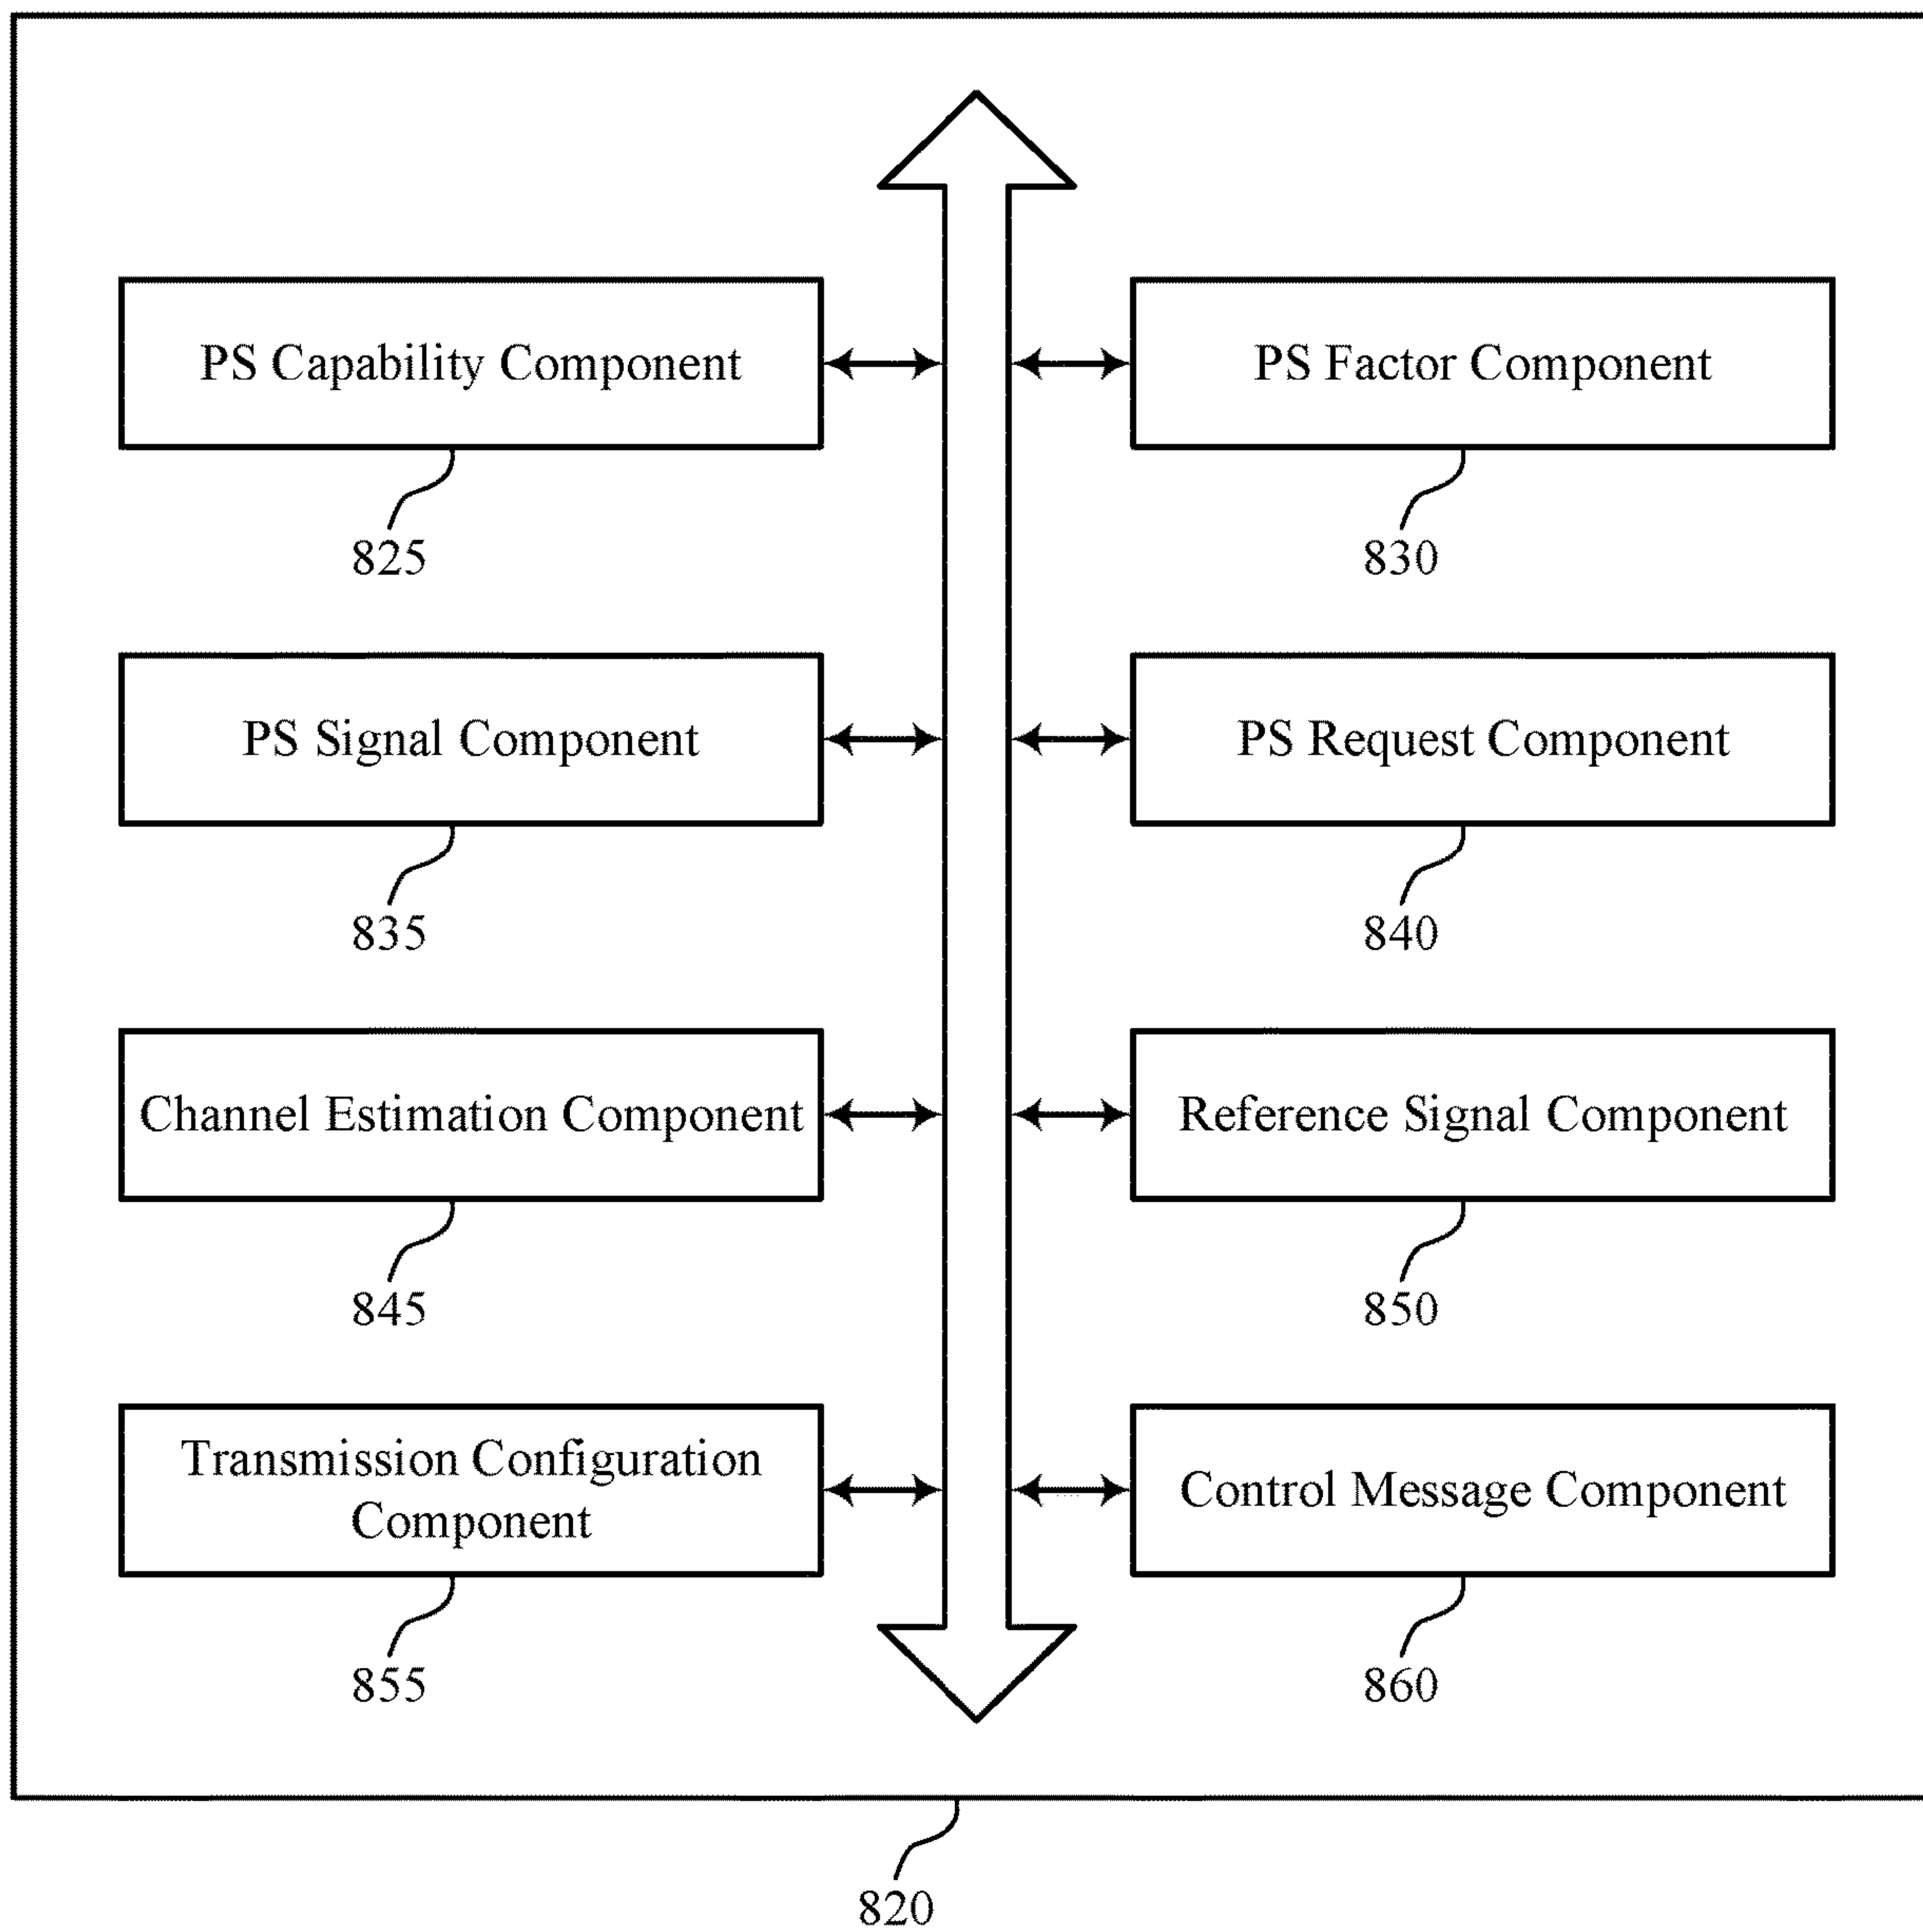 PS Capability Component
PS Factor Component
825
830
PS Signal Component
PS Request Component
835
840
Channel Estimation Component
Reference Signal Component
845
850
Transmission Configuration
Component
Control Message Component
855
860
820